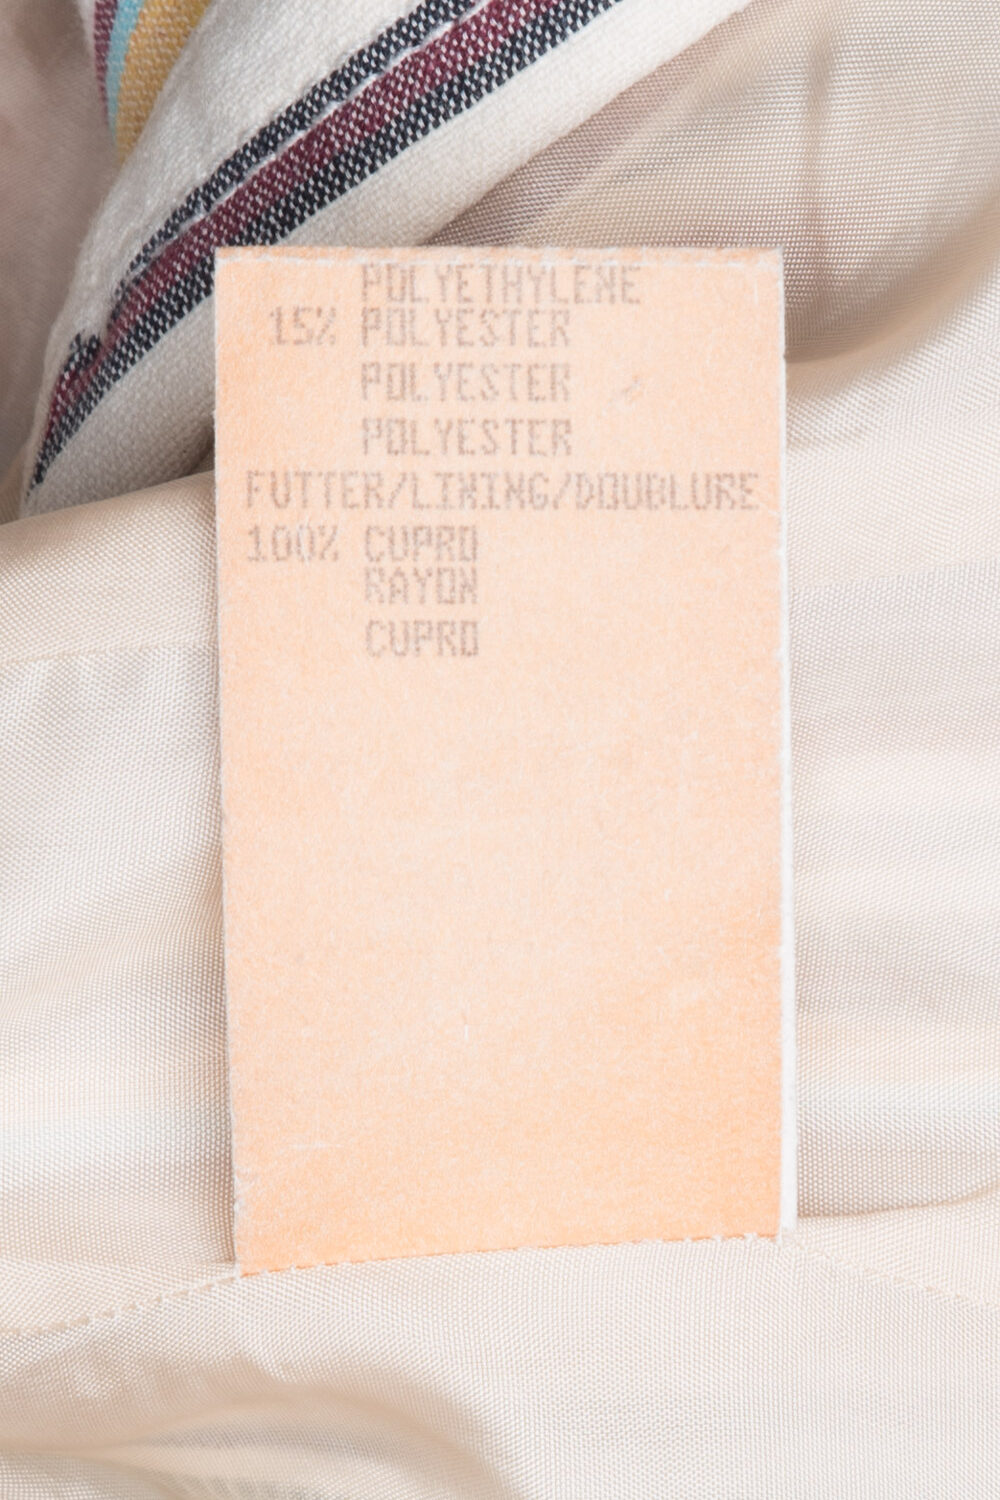 POLYETHYLENE
15% POLYESTER
POLYESTER
POLYESTER
FUTTER/LINING/DOUBLURE
100% CUPRO
RAYON
CUPRO